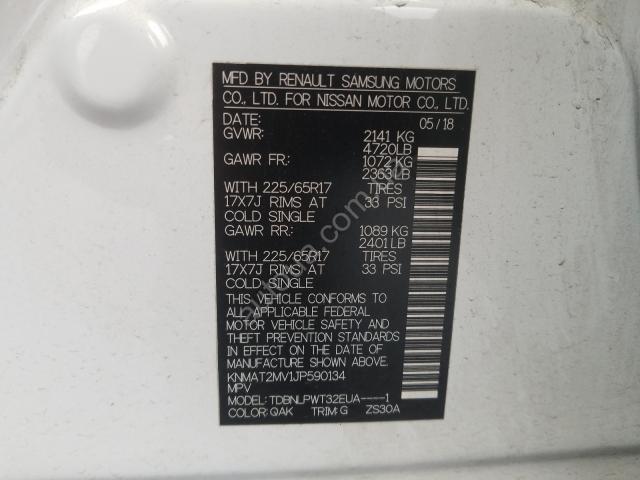 MFD BY RENAULT SAMSUNG MOTORS
CO., LTD. FOR NISSAN MOTOR CO., LTD.
DATE: 05/18
GVWR: 2141 KG
4720LB
GAWR FR: 1072 KG
2363LB
WITH 225/65R17 TIRES
17X7J RIMS AT 33 PSI
COLD SINGLE
GAWR RR: 1089 KG
2401LB
WITH 225/65R17 TIRES
17X7J RIMS AT 33 PSI
COLD SINGLE
THIS VEHICLE CONFORMS TO
ALL APPLICABLE FEDERAL
MOTOR VEHICLE SAFETY AND
THEFT PREVENTION STANDARDS
IN EFFECT ON THE DATE OF
MANUFACTURE SHOWN ABOVE.
KNMAT2MV1JP590134
MPV
MODEL: TDBNLPWT32EUA----1
COLOR: QAK TRIM: G ZS30A